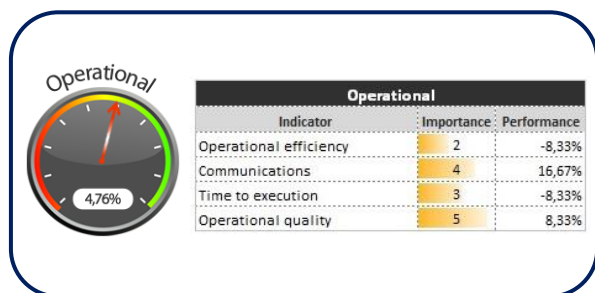 Operational
4,76%
Operational
Indicator Importance Performance
Operational efficiency 2 -8,33%
Communications 4 16,67%
Time to execution 3 -8,33%
Operational quality 5 8,33%